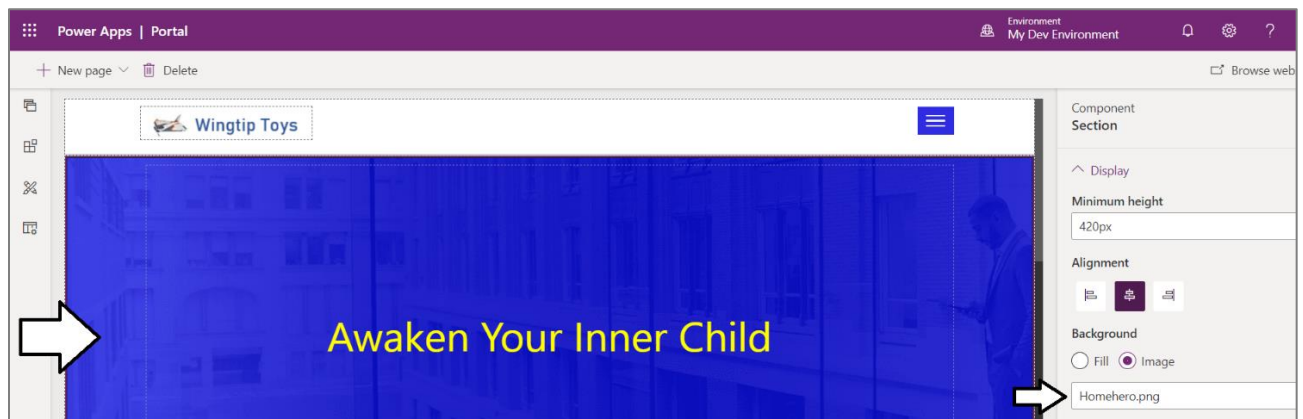 Power Apps | Portal
Environment
My Dev Environment
?
New page
Delete
Browse web
Wingtip Toys
Awaken Your Inner Child
Component
Section
Display
Minimum height
420px
Alignment
Background
Fill
Image
Homehero.png